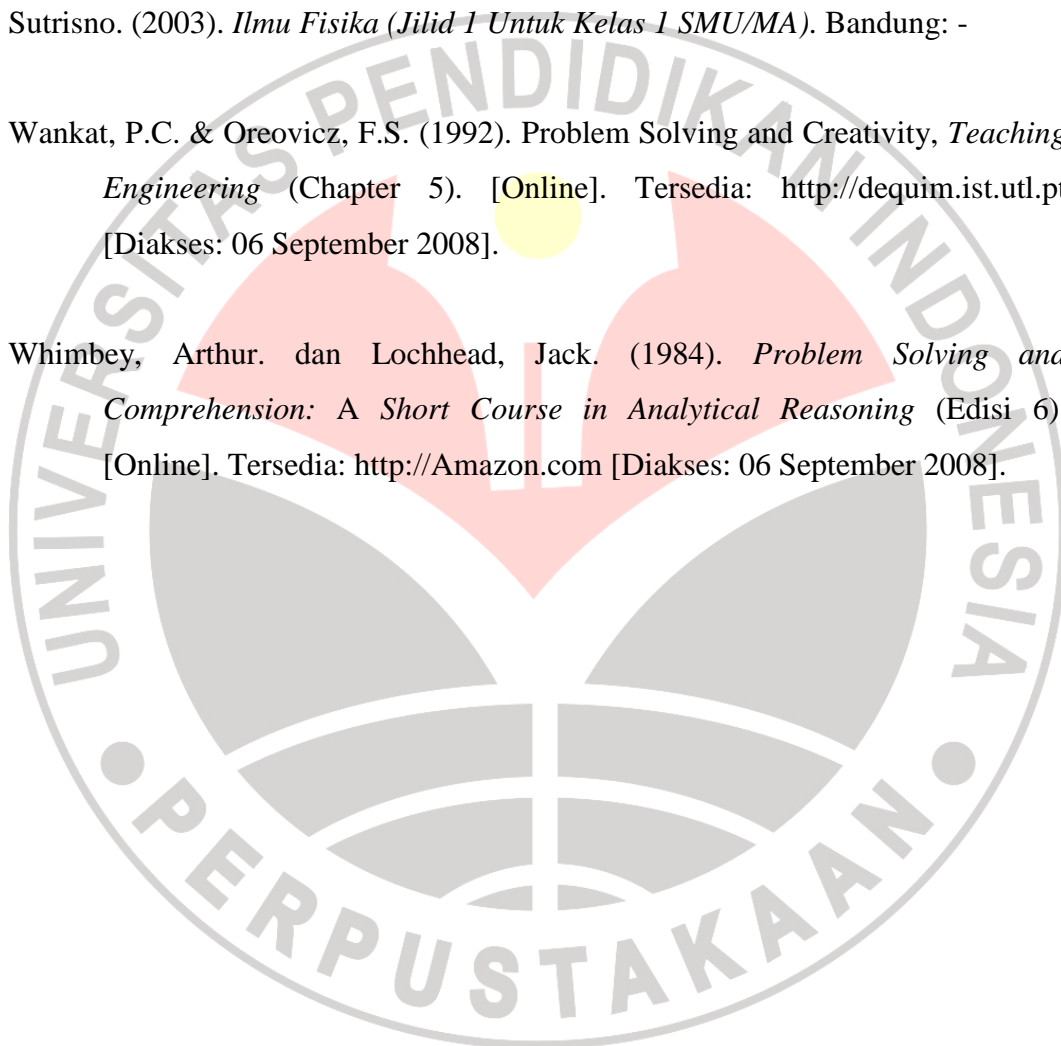 Sutrisno. (2003). Ilmu Fisika (Jilid 1 Untuk Kelas 1 SMU/MA). Bandung: -
Wankat, P.C. & Oreovicz, F.S. (1992). Problem Solving and Creativity, Teaching
Engineering (Chapter 5). [Online]. Tersedia: http://dequim.ist.utl.pt
[Diakses: 06 September 2008].
Whimbey, Arthur. dan Lochhead, Jack. (1984). Problem Solving and
Comprehension: A Short Course in Analytical Reasoning (Edisi 6)
[Online]. Tersedia: http://Amazon.com [Diakses: 06 September 2008].
UNIVERSITAS PENDIDIKAN INDONESIA
PERPUSTAKAAN